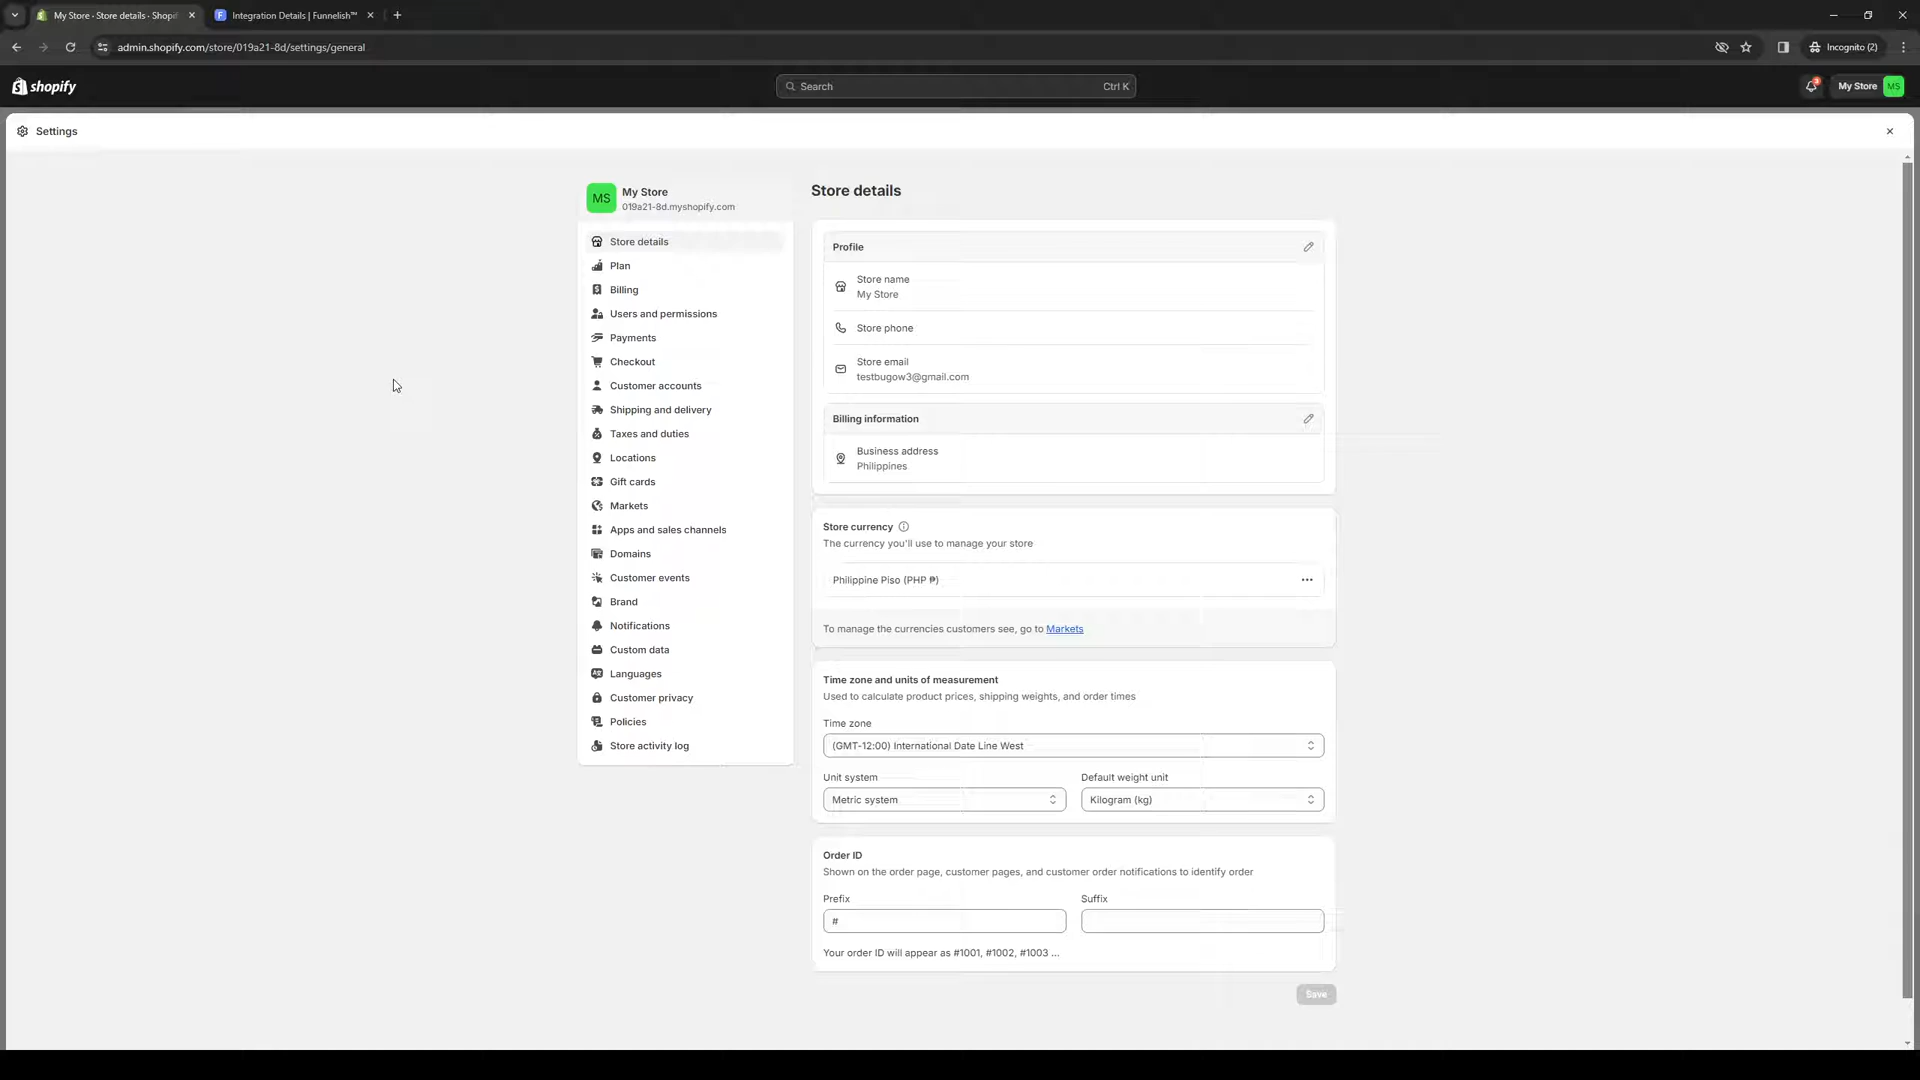 My Store · Store details · Shopi
Integration Details | Funnelish™
admin.shopify.com/store/019a21-8d/settings/general
Incognito (2)
shopify
Search
Ctrl K
My Store
MS
Settings
MS
My Store
019a21-8d.myshopify.com
Store details
Plan
Billing
Users and permissions
Payments
Checkout
Customer accounts
Shipping and delivery
Taxes and duties
Locations
Gift cards
Markets
Apps and sales channels
Domains
Customer events
Brand
Notifications
Custom data
Languages
Customer privacy
Policies
Store activity log
Store details
Profile
Store name
My Store
Store phone
Store email
testbugow3@gmail.com
Billing information
Business address
Philippines
Store currency
The currency you'll use to manage your store
Philippine Piso (PHP ₱)
To manage the currencies customers see, go to Markets
Time zone and units of measurement
Used to calculate product prices, shipping weights, and order times
Time zone
(GMT-12:00) International Date Line West
Unit system
Default weight unit
Metric system
Kilogram (kg)
Order ID
Shown on the order page, customer pages, and customer order notifications to identify order
Prefix
Suffix
#
Your order ID will appear as #1001, #1002, #1003 ...
Save